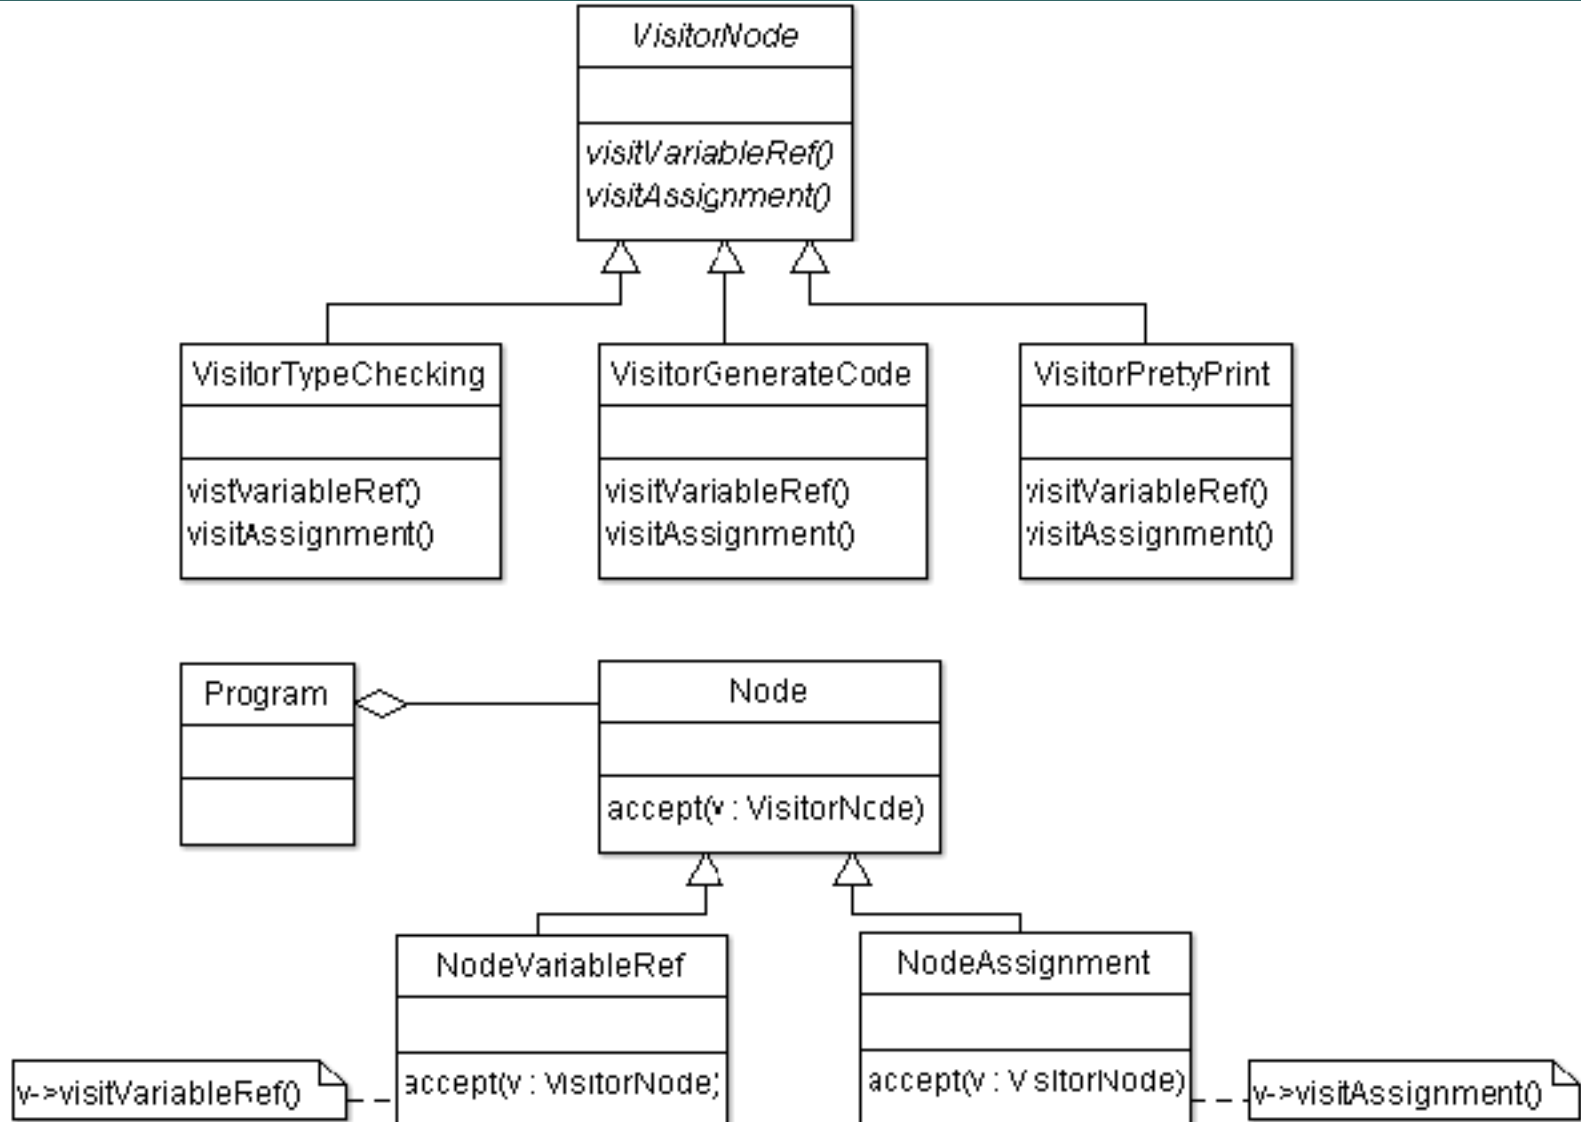 VisitorNode
visitVariableRef()
visitAssignment()
VisitorTypeChecking
vistVariableRef()
visitAssignment()
VisitorGenerateCode
visitVariableRef()
visitAssignment()
VisitorPrettyPrint
visitVariableRef()
visitAssignment()
Program
Node
accept(v : VisitorNode)
NodeVariableRef
accept(v : VisitorNode)
NodeAssignment
accept(v : VisitorNode)
v->visitVariableRef()
v->visitAssignment()